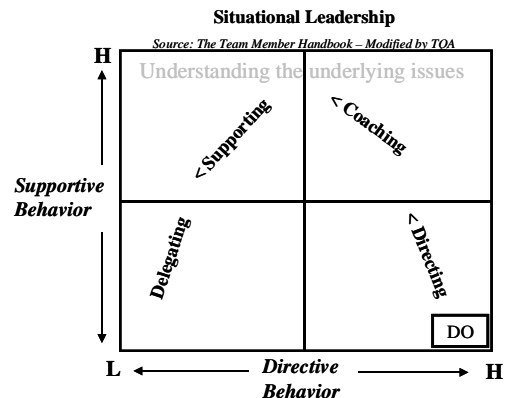 Situational Leadership
Source: The Team Member Handbook – Modified by TOA
H
Understanding the underlying issues
< Supporting
< Coaching
Supportive
Behavior
Delegating
< Directing
DO
L
Directive
Behavior
H